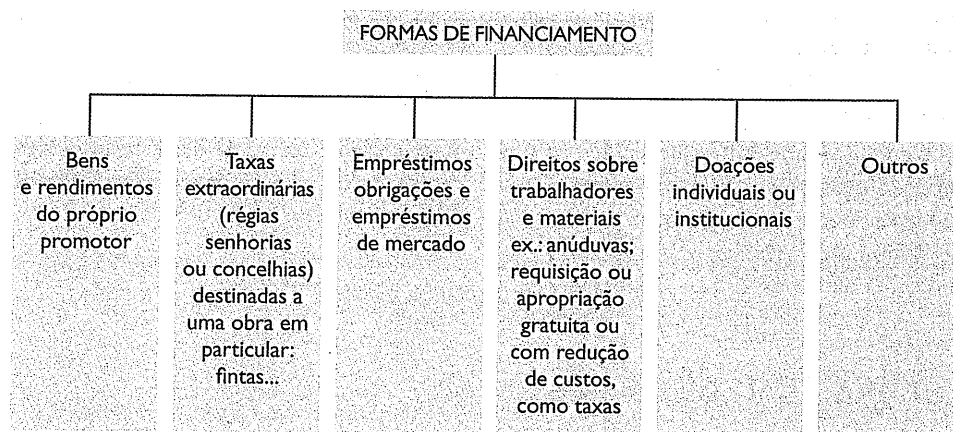 FORMAS DE FINANCIAMENTO
Bens
e rendimentos
do próprio
promotor
Taxas
extraordinárias
(régias
senhorias
ou concelhias)
destinadas a
uma obra em
particular:
fintas...
Empréstimos
obrigações e
empréstimos
de mercado
Direitos sobre
trabalhadores
e materiais
ex.: anúduvas;
requisição ou
apropriação
gratuita ou
com redução
de custos,
como taxas
Doações
individuais ou
institucionais
Outros